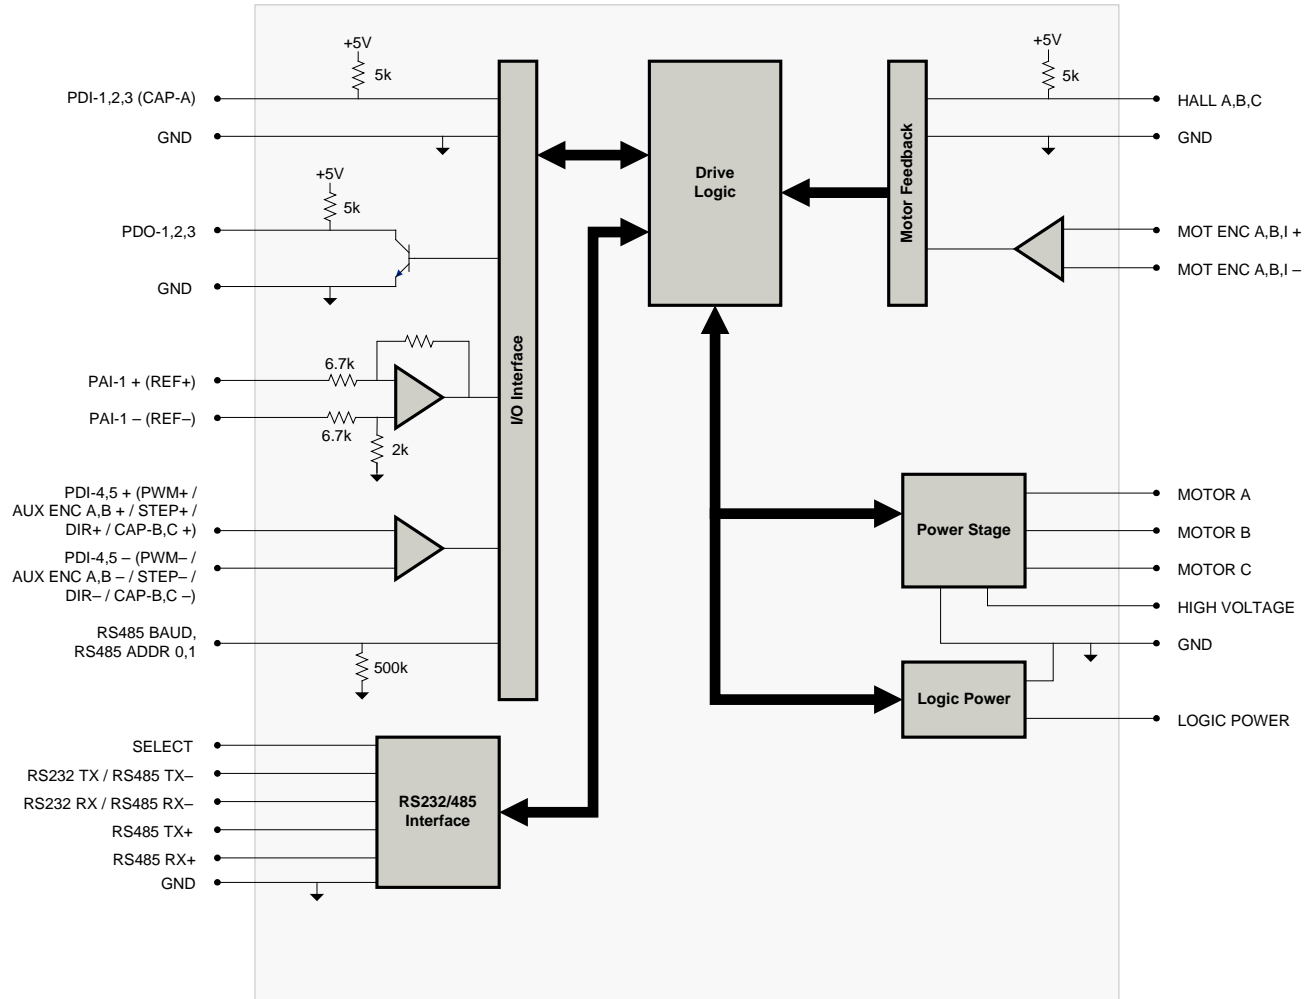 +5V
5k
PDI-1,2,3 (CAP-A)
GND
+5V
5k
PDO-1,2,3
GND
6.7k
PAI-1 + (REF+)
PAI-1 – (REF–)
6.7k
2k
PDI-4,5 + (PWM+ /
AUX ENC A,B + / STEP+ /
DIR+ / CAP-B,C +)
PDI-4,5 – (PWM– /
AUX ENC A,B – / STEP– /
DIR– / CAP-B,C –)
RS485 BAUD,
RS485 ADDR 0,1
500k
I/O Interface
SELECT
RS232 TX / RS485 TX–
RS232 RX / RS485 RX–
RS485 TX+
RS485 RX+
GND
RS232/485
Interface
Drive
Logic
Motor Feedback
+5V
5k
HALL A,B,C
GND
MOT ENC A,B,I +
MOT ENC A,B,I –
Power Stage
MOTOR A
MOTOR B
MOTOR C
HIGH VOLTAGE
GND
Logic Power
LOGIC POWER